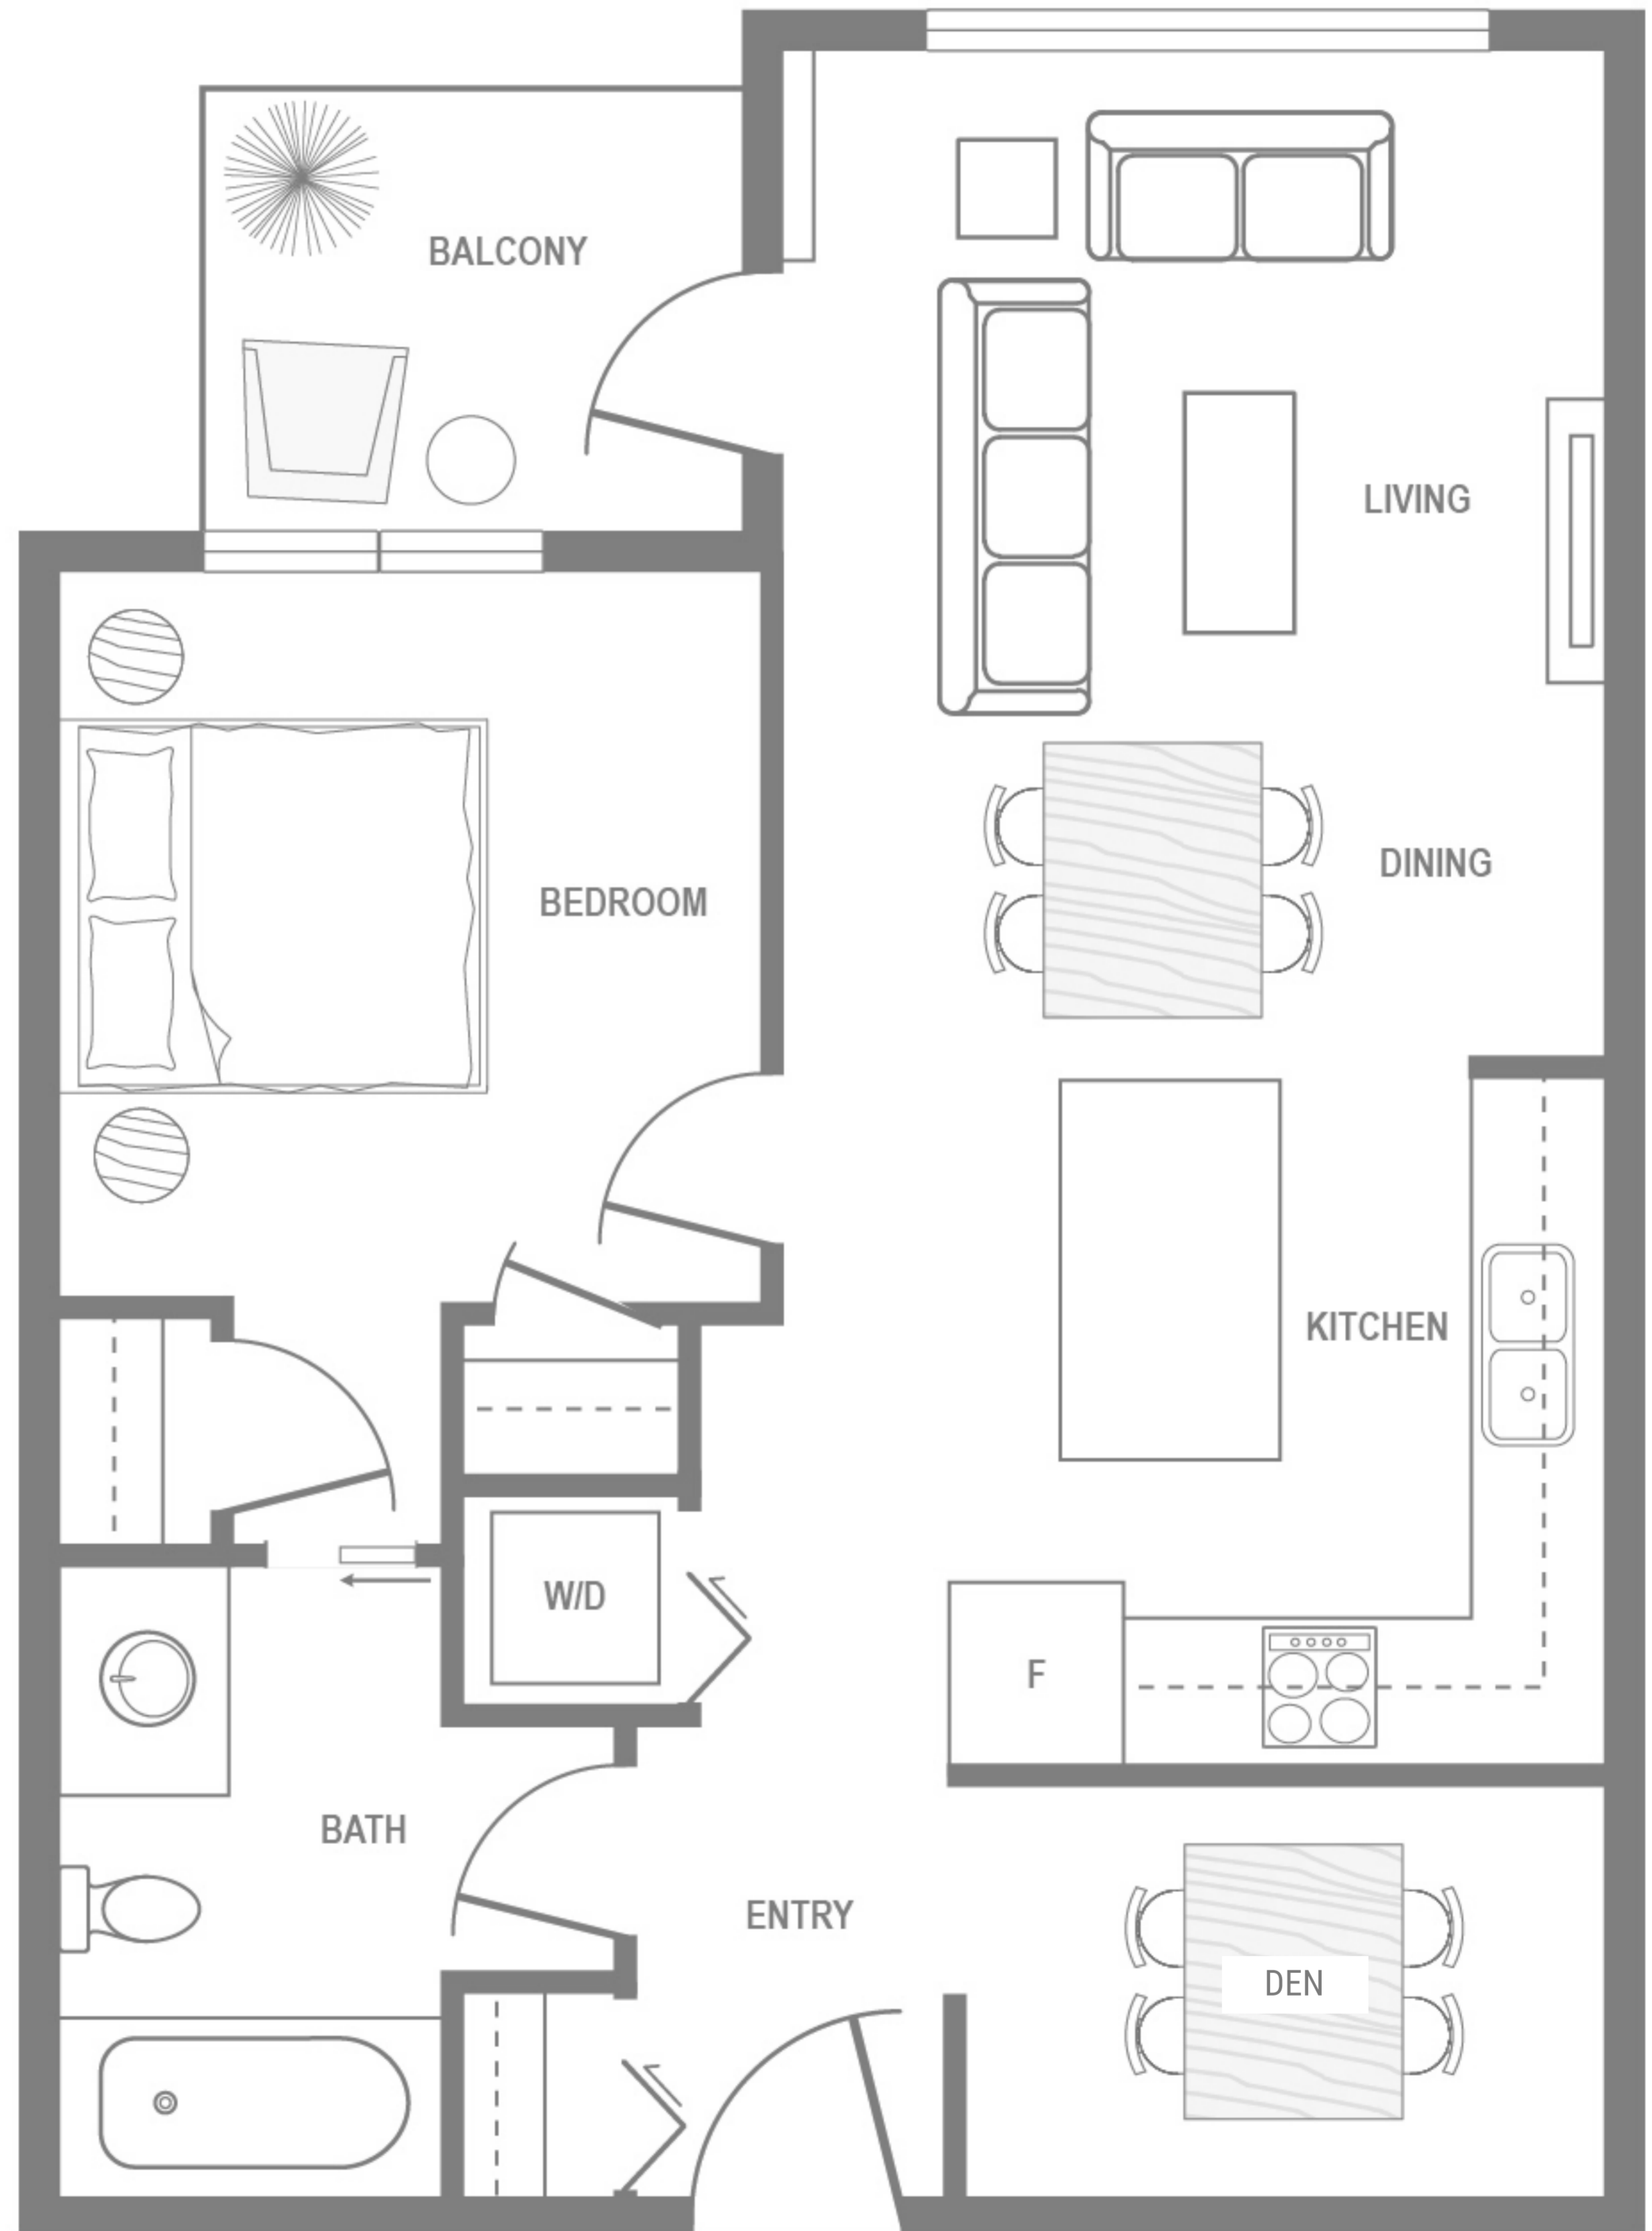 BALCONY
LIVING
DINING
BEDROOM
KITCHEN
W/D
F
BATH
ENTRY
DEN